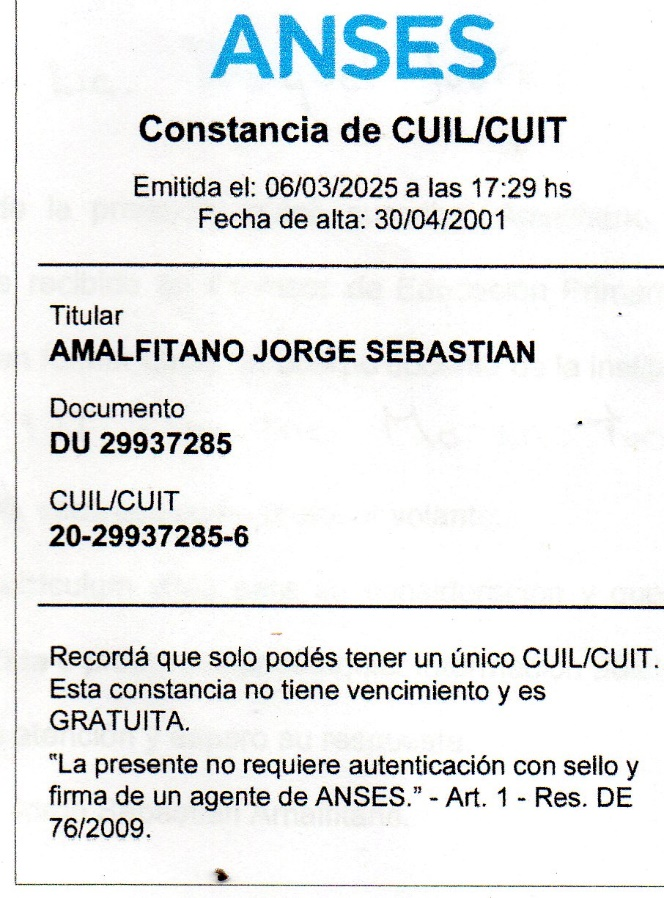 ANSES
Constancia de CUIL/CUIT
Emitida el: 06/03/2025 a las 17:29 hs
Fecha de alta: 30/04/2001
Titular
AMALFITANO JORGE SEBASTIAN
Documento
DU 29937285
CUIL/CUIT
20-29937285-6
Recordá que solo podés tener un único CUIL/CUIT.
Esta constancia no tiene vencimiento y es
GRATUITA.
"La presente no requiere autenticación con sello y
firma de un agente de ANSES.” - Art. 1 - Res. DE
76/2009.